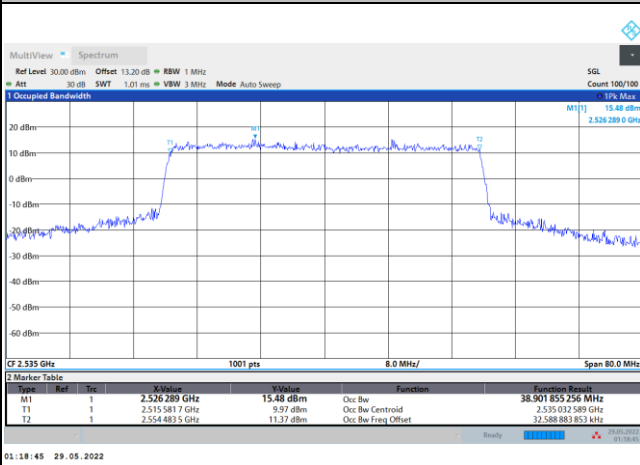 MultiView Spectrum
Ref Level 30.00 dBm Offset 13.20 dB RBW 1 MHz SGL
Att 30 dB SWT 1.01 ms VBW 3 MHz Mode Auto Sweep Count 100/100
1 Occupied Bandwidth 1Pk Max
M1[1] 15.48 dBm
2.526 289 0 GHz
M1
T1
T2
20 dBm
10 dBm
0 dBm
-10 dBm
-20 dBm
-30 dBm
-40 dBm
-50 dBm
-60 dBm
CF 2.535 GHz 1001 pts 8.0 MHz/ Span 80.0 MHz
2 Marker Table
Type Ref Trc X-Value Y-Value Function Function Result
M1 1 2.526 289 GHz 15.48 dBm Occ Bw 38.901 855 256 MHz
T1 1 2.515 581 7 GHz 9.97 dBm Occ Bw Centroid 2.535 032 589 GHz
T2 1 2.554 483 5 GHz 11.37 dBm Occ Bw Freq Offset 32.588 883 853 kHz
Ready 29.05.2022
01:18:45
01:18:45 29.05.2022